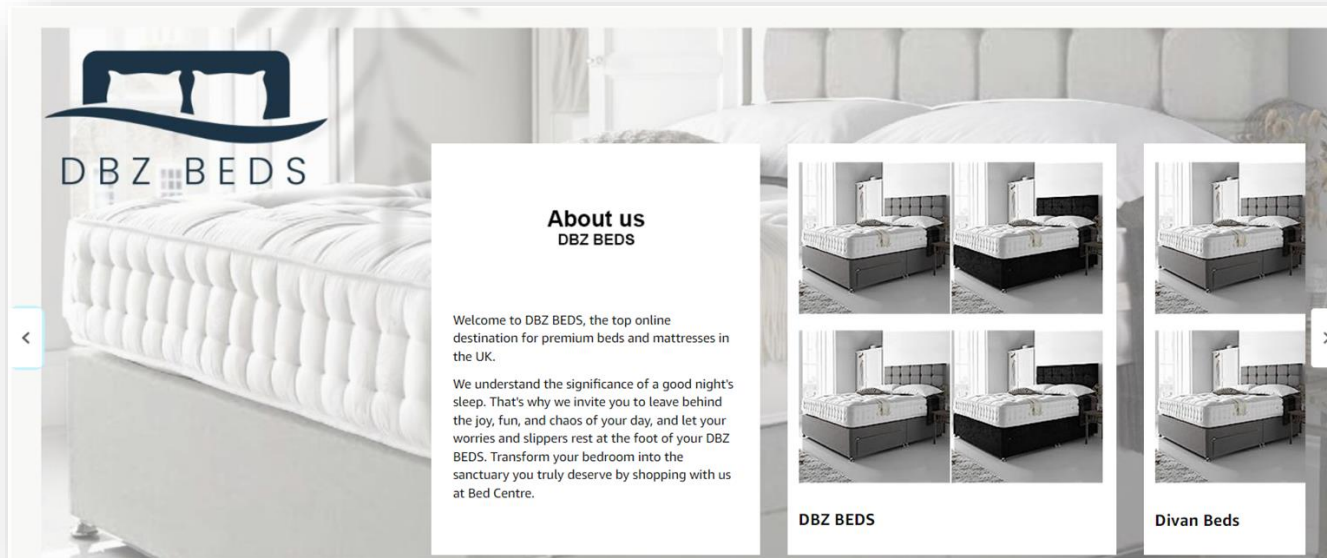 DBZ BEDS
About us
DBZ BEDS
Welcome to DBZ BEDS, the top online
destination for premium beds and mattresses in
the UK.
We understand the significance of a good night's
sleep. That's why we invite you to leave behind
the joy, fun, and chaos of your day, and let your
worries and slippers rest at the foot of your DBZ
BEDS. Transform your bedroom into the
sanctuary you truly deserve by shopping with us
at Bed Centre.
DBZ BEDS
Divan Beds